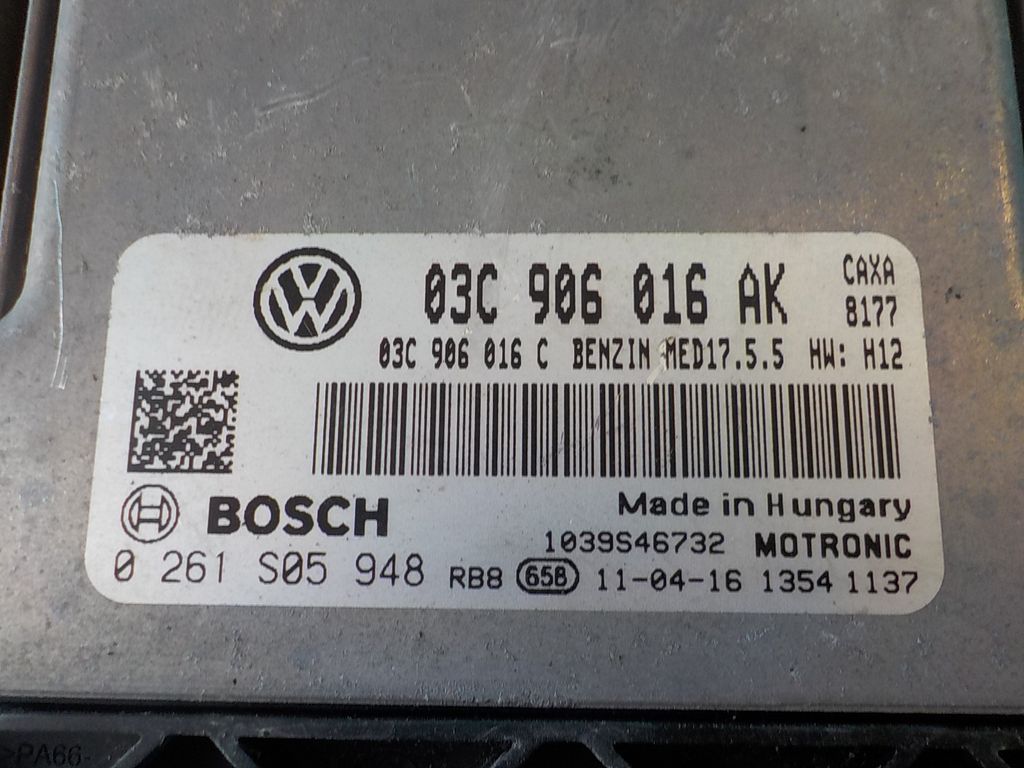 03C 906 016 AK CAXA
8177
03C 906 016 C BENZIN MED17.5.5 HW: H12
BOSCH
Made in Hungary
1039S46732 MOTRONIC
0 261 S05 948 RB8 658 11-04-16 1354 1137
>PA66-